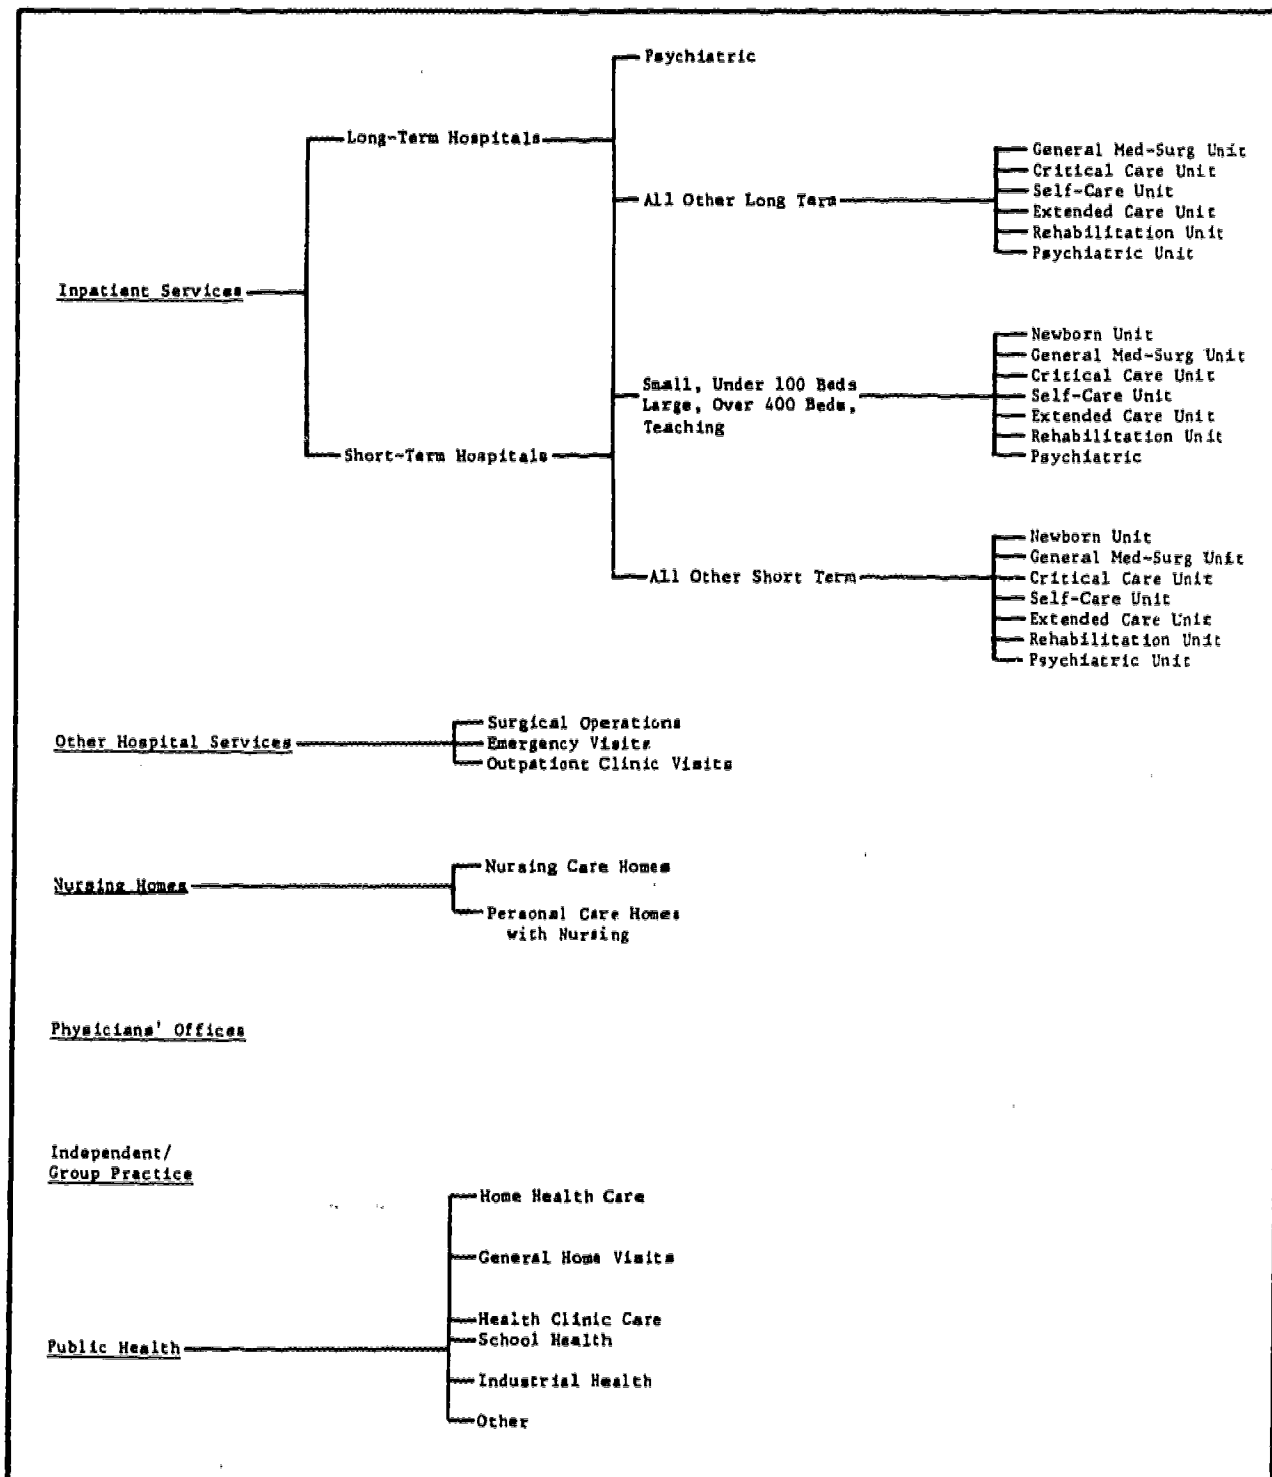 Psychiatric
Long-Term Hospitals
General Med-Surg Unit
Critical Care Unit
All Other Long Term
Self-Care Unit
Extended Care Unit
Rehabilitation Unit
Psychiatric Unit
Inpatient Services
Newborn Unit
General Med-Surg Unit
Critical Care Unit
Small, Under 100 Beds
Large, Over 400 Beds,
Teaching
Self-Care Unit
Extended Care Unit
Rehabilitation Unit
Psychiatric
Short-Term Hospitals
Newborn Unit
General Med-Surg Unit
All Other Short Term
Critical Care Unit
Self-Care Unit
Extended Care Unit
Rehabilitation Unit
Psychiatric Unit
Other Hospital Services
Surgical Operations
Emergency Visits
Outpatient Clinic Visits
Nursing Homes
Nursing Care Homes
Personal Care Homes
with Nursing
Physicians' Offices
Independent/
Group Practice
Public Health
Home Health Care
General Home Visits
Health Clinic Care
School Health
Industrial Health
Other